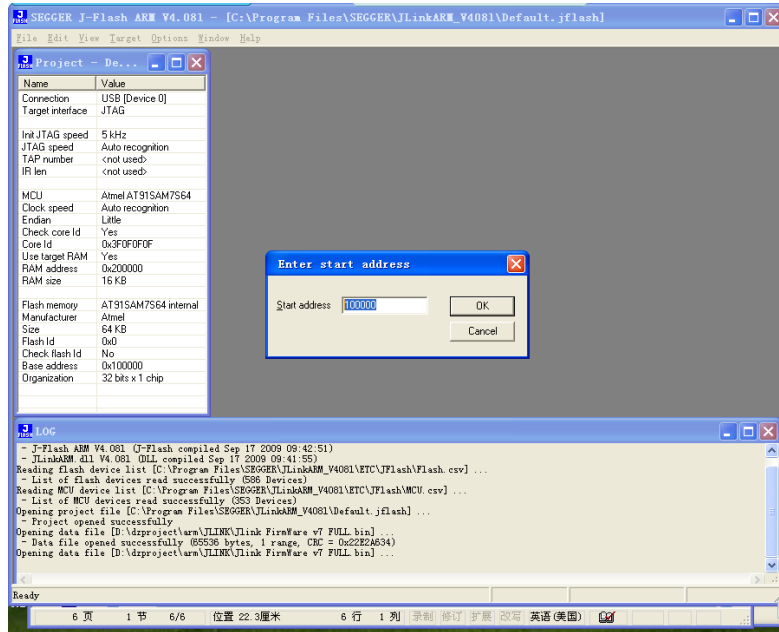 SEGGER J-Flash ARM V4.08l - [C:\Program Files\SEGGER\JLinkARM_V408l\Default.jflash]
File Edit View Target Options Window Help
Project - De...
Name Value
Connection USB [Device 0]
Target interface JTAG
Init JTAG speed 5 kHz
JTAG speed Auto recognition
TAP number <not used>
IR len <not used>
MCU Atmel AT91SAM7S64
Clock speed Auto recognition
Endian Little
Check core Id Yes
Core Id 0x3F0F0F0F
Use target RAM Yes
RAM address 0x200000
RAM size 16 KB
Flash memory AT91SAM7S64 internal
Manufacturer Atmel
Size 64 KB
Flash Id 0x0
Check flash Id No
Base address 0x100000
Organization 32 bits x 1 chip
Enter start address
Start address 100000 OK
Cancel
LOG
- J-Flash ARM V4.08l (J-Flash compiled Sep 17 2009 09:42:51)
- JLinkARM.dll V4.08l (DLL compiled Sep 17 2009 09:41:55)
Reading flash device list [C:\Program Files\SEGGER\JLinkARM_V408l\ETC\JFlash\Flash.csv] ...
- List of flash devices read successfully (586 Devices)
Reading MCU device list [C:\Program Files\SEGGER\JLinkARM_V408l\ETC\JFlash\MCU.csv] ...
- List of MCU devices read successfully (353 Devices)
Opening project file [C:\Program Files\SEGGER\JLinkARM_V408l\Default.jflash] ...
- Project opened successfully
Opening data file [D:\dzproject\arm\JLINK\Jlink FirmWare v7 FULL.bin] ...
- Data file opened successfully (65536 bytes, 1 range, CRC = 0x22E2A634)
Opening data file [D:\dzproject\arm\JLINK\Jlink FirmWare v7 FULL.bin] ...
Ready
6 页 1 节 6/6 位置 22.3厘米 6 行 1 列 录制 修订 扩展 改写 英语(美国)